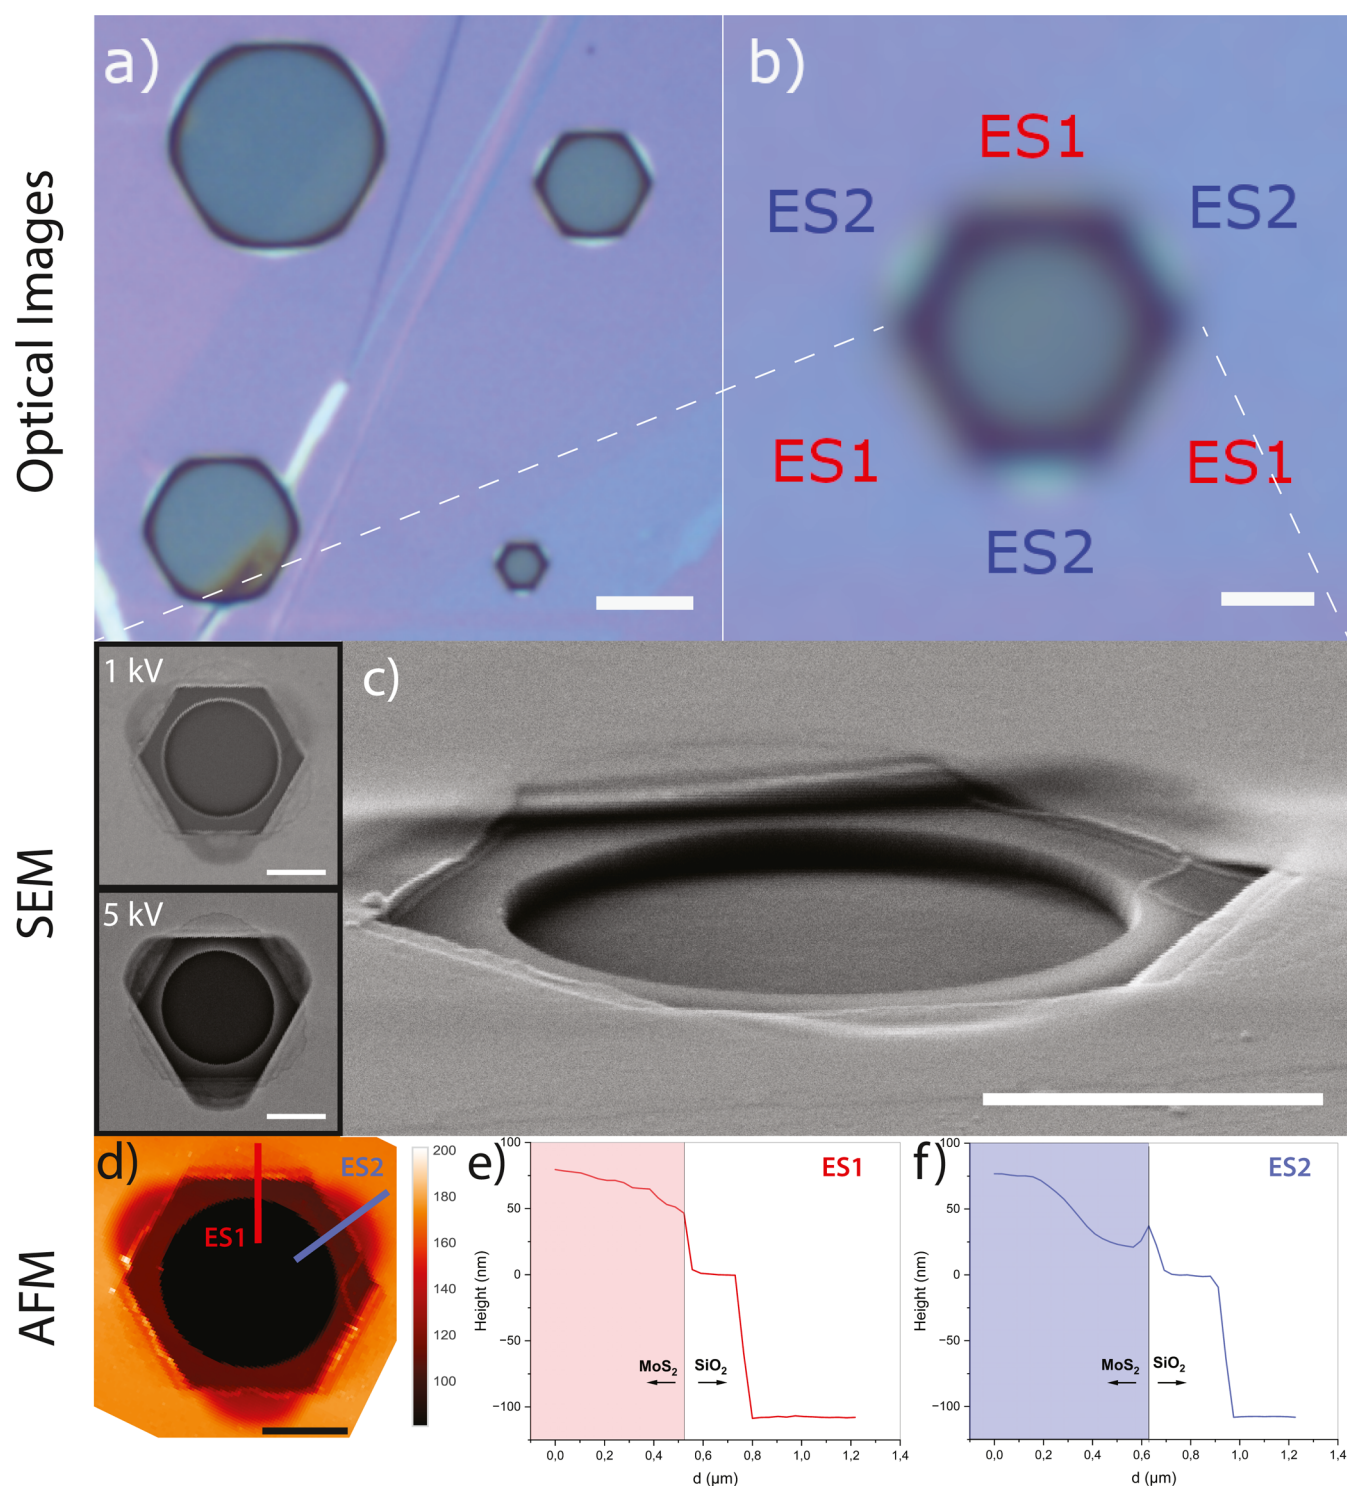 Optical Images
a)
b)
ES1
ES2
ES2
ES1
ES1
ES2
SEM
1 kV
c)
5 kV
AFM
d)
ES2
ES1
200
180
160
140
120
100
e)
ES1
100
50
0
−50
−100
Height (nm)
MoS₂
SiO₂
0,0 0,2 0,4 0,6 0,8 1,0 1,2 1,4
d (µm)
f)
ES2
100
50
0
−50
−100
Height (nm)
MoS₂
SiO₂
0,0 0,2 0,4 0,6 0,8 1,0 1,2 1,4
d (µm)